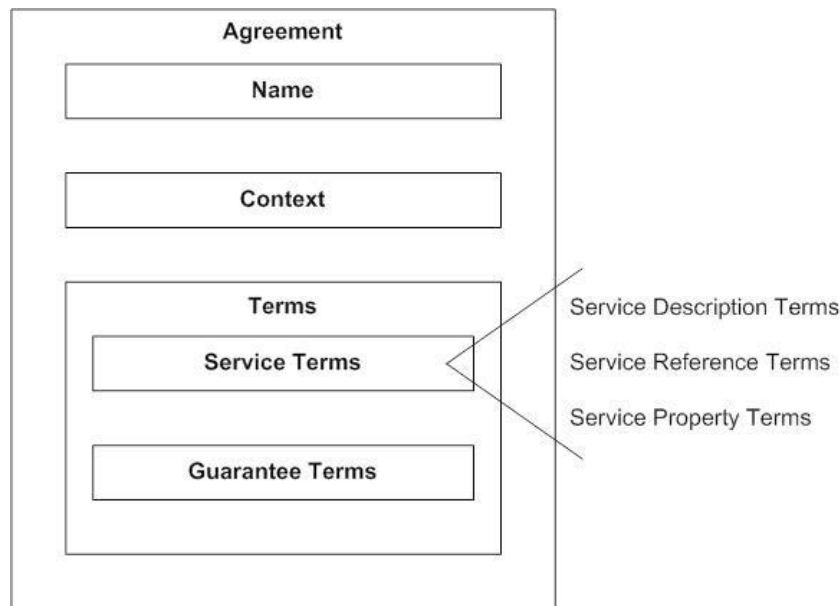 Agreement
Name
Context
Terms
Service Terms
Guarantee Terms
Service Description Terms
Service Reference Terms
Service Property Terms